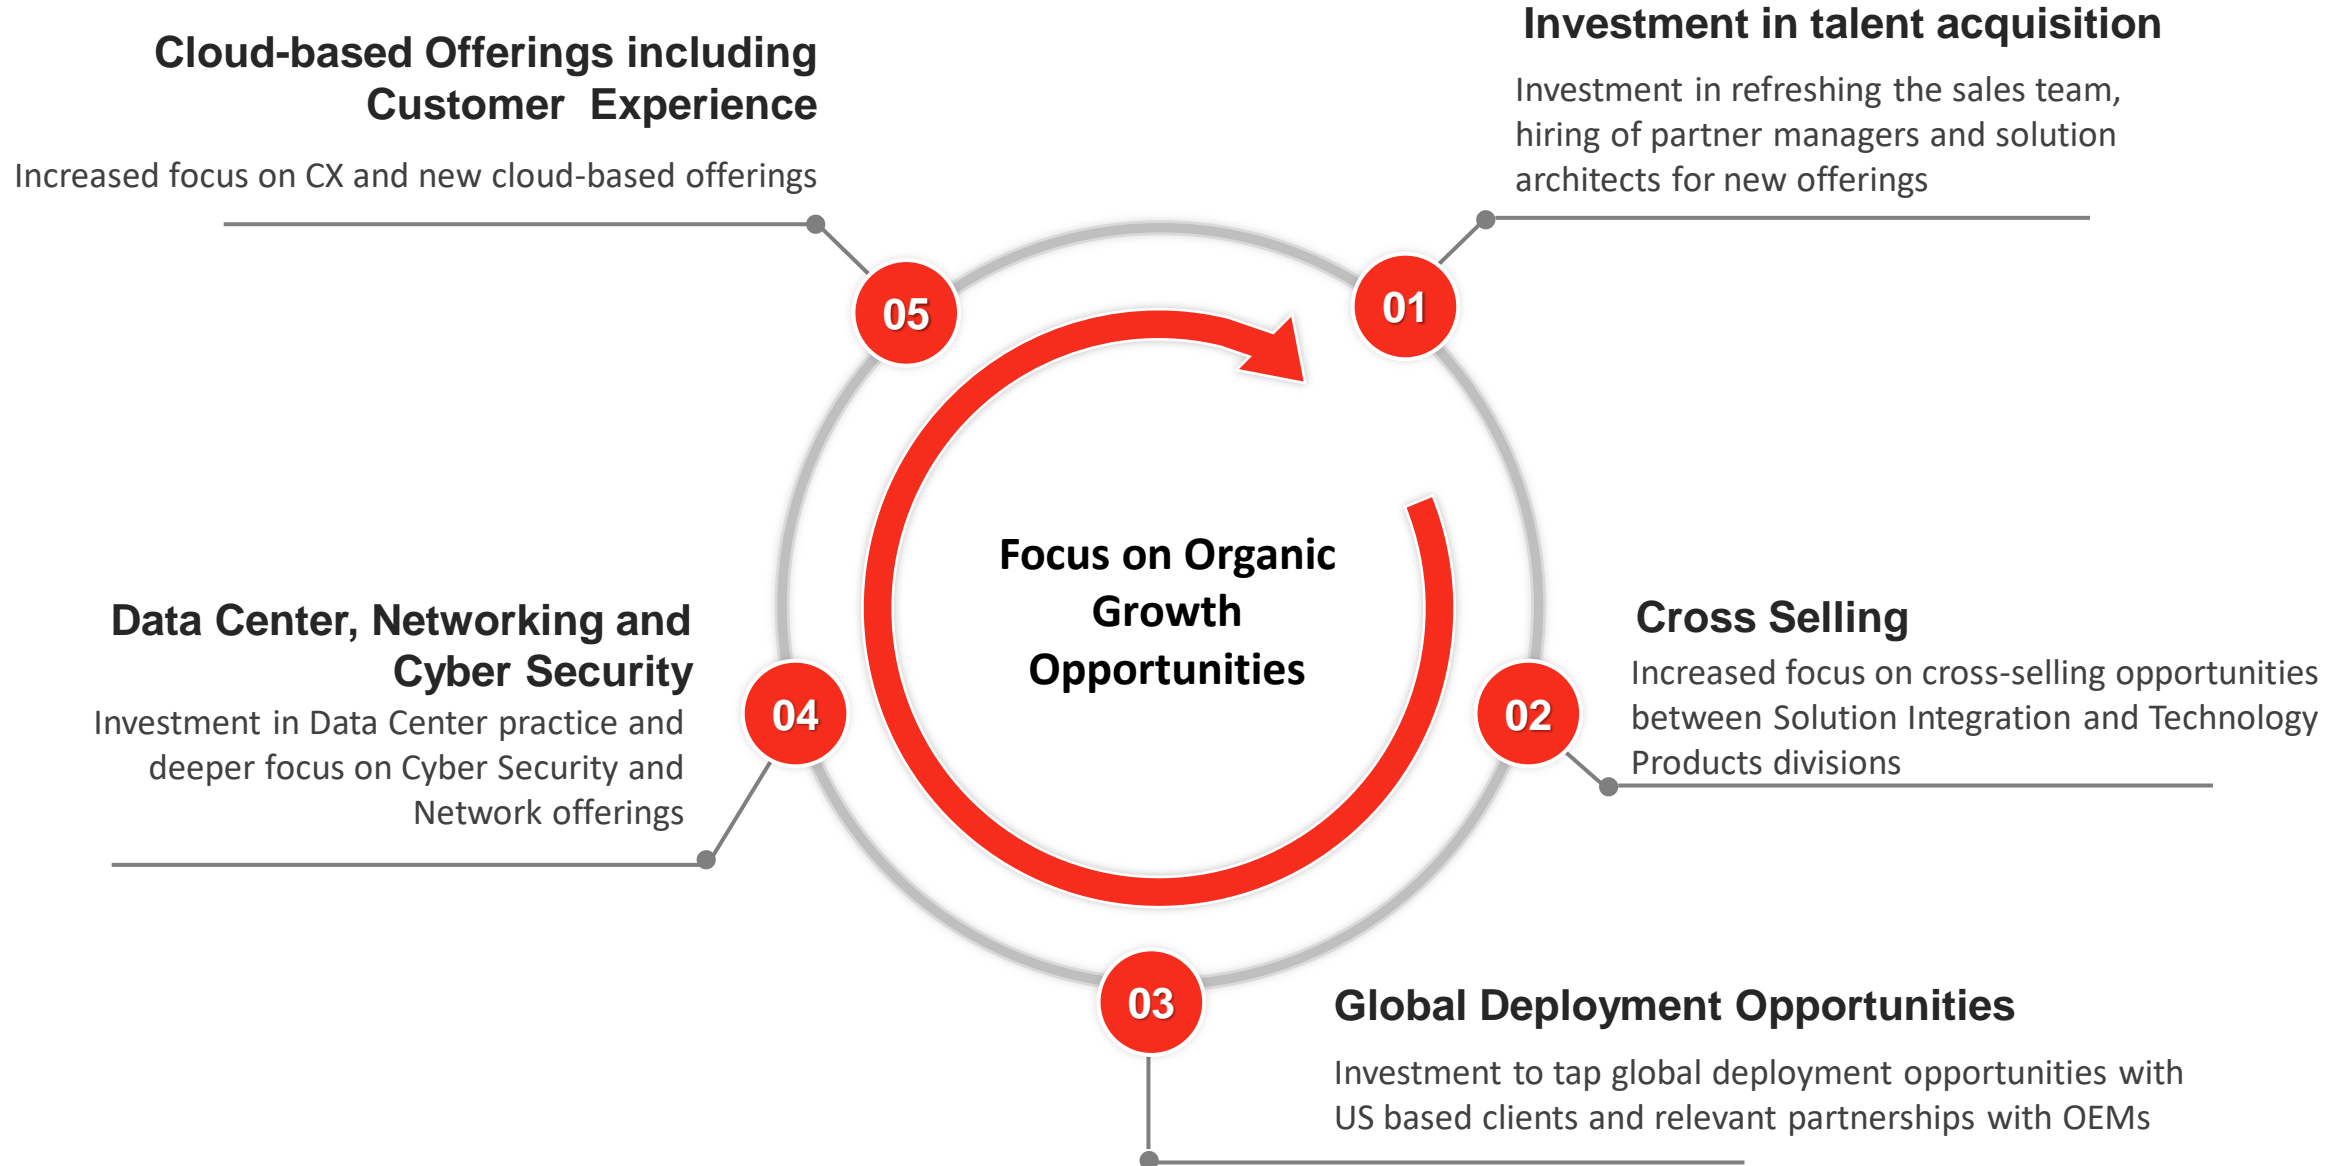 Investment in talent acquisition
Investment in refreshing the sales team,
hiring of partner managers and solution
architects for new offerings
01
Cross Selling
Increased focus on cross-selling opportunities
between Solution Integration and Technology
Products divisions
02
Global Deployment Opportunities
Investment to tap global deployment opportunities with
US based clients and relevant partnerships with OEMs
03
Data Center, Networking and
Cyber Security
Investment in Data Center practice and
deeper focus on Cyber Security and
Network offerings
04
Cloud-based Offerings including
Customer Experience
Increased focus on CX and new cloud-based offerings
05
Focus on Organic
Growth
Opportunities